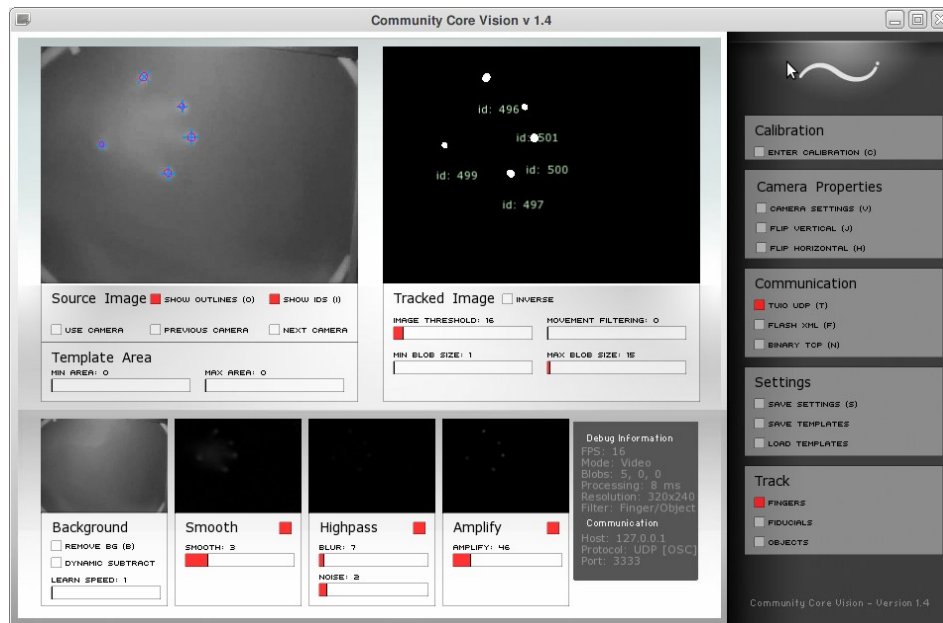 Community Core Vision v 1.4
id: 496
id: 501
id: 500
id: 499
id: 497
Source Image
SHOW OUTLINES (O)
SHOW IDS (I)
USE CAMERA
PREVIOUS CAMERA
NEXT CAMERA
Template Area
MIN AREA: 0
MAX AREA: 0
Tracked Image
INVERSE
IMAGE THRESHOLD: 16
MOVEMENT FILTERING: 0
MIN BLOB SIZE: 1
MAX BLOB SIZE: 15
Background
REMOVE BG (B)
DYNAMIC SUBTRACT
LEARN SPEED: 1
Smooth
SMOOTH: 3
Highpass
BLUR: 7
NOISE: 2
Amplify
AMPLIFY: 46
Debug Information
FPS: 16
Mode: Video
Blobs: 5, 0, 0
Processing: 8 ms
Resolution: 320x240
Filter: Finger/Object
Communication
Host: 127.0.0.1
Protocol: UDP [OSC]
Port: 3333
Calibration
ENTER CALIBRATION (C)
Camera Properties
CAMERA SETTINGS (V)
FLIP VERTICAL (J)
FLIP HORIZONTAL (H)
Communication
TUIO UDP (T)
FLASH XML (F)
BINARY TCP (N)
Settings
SAVE SETTINGS (S)
SAVE TEMPLATES
LOAD TEMPLATES
Track
FINGERS
FIDUCIALS
OBJECTS
Community Core Vision – Version 1.4